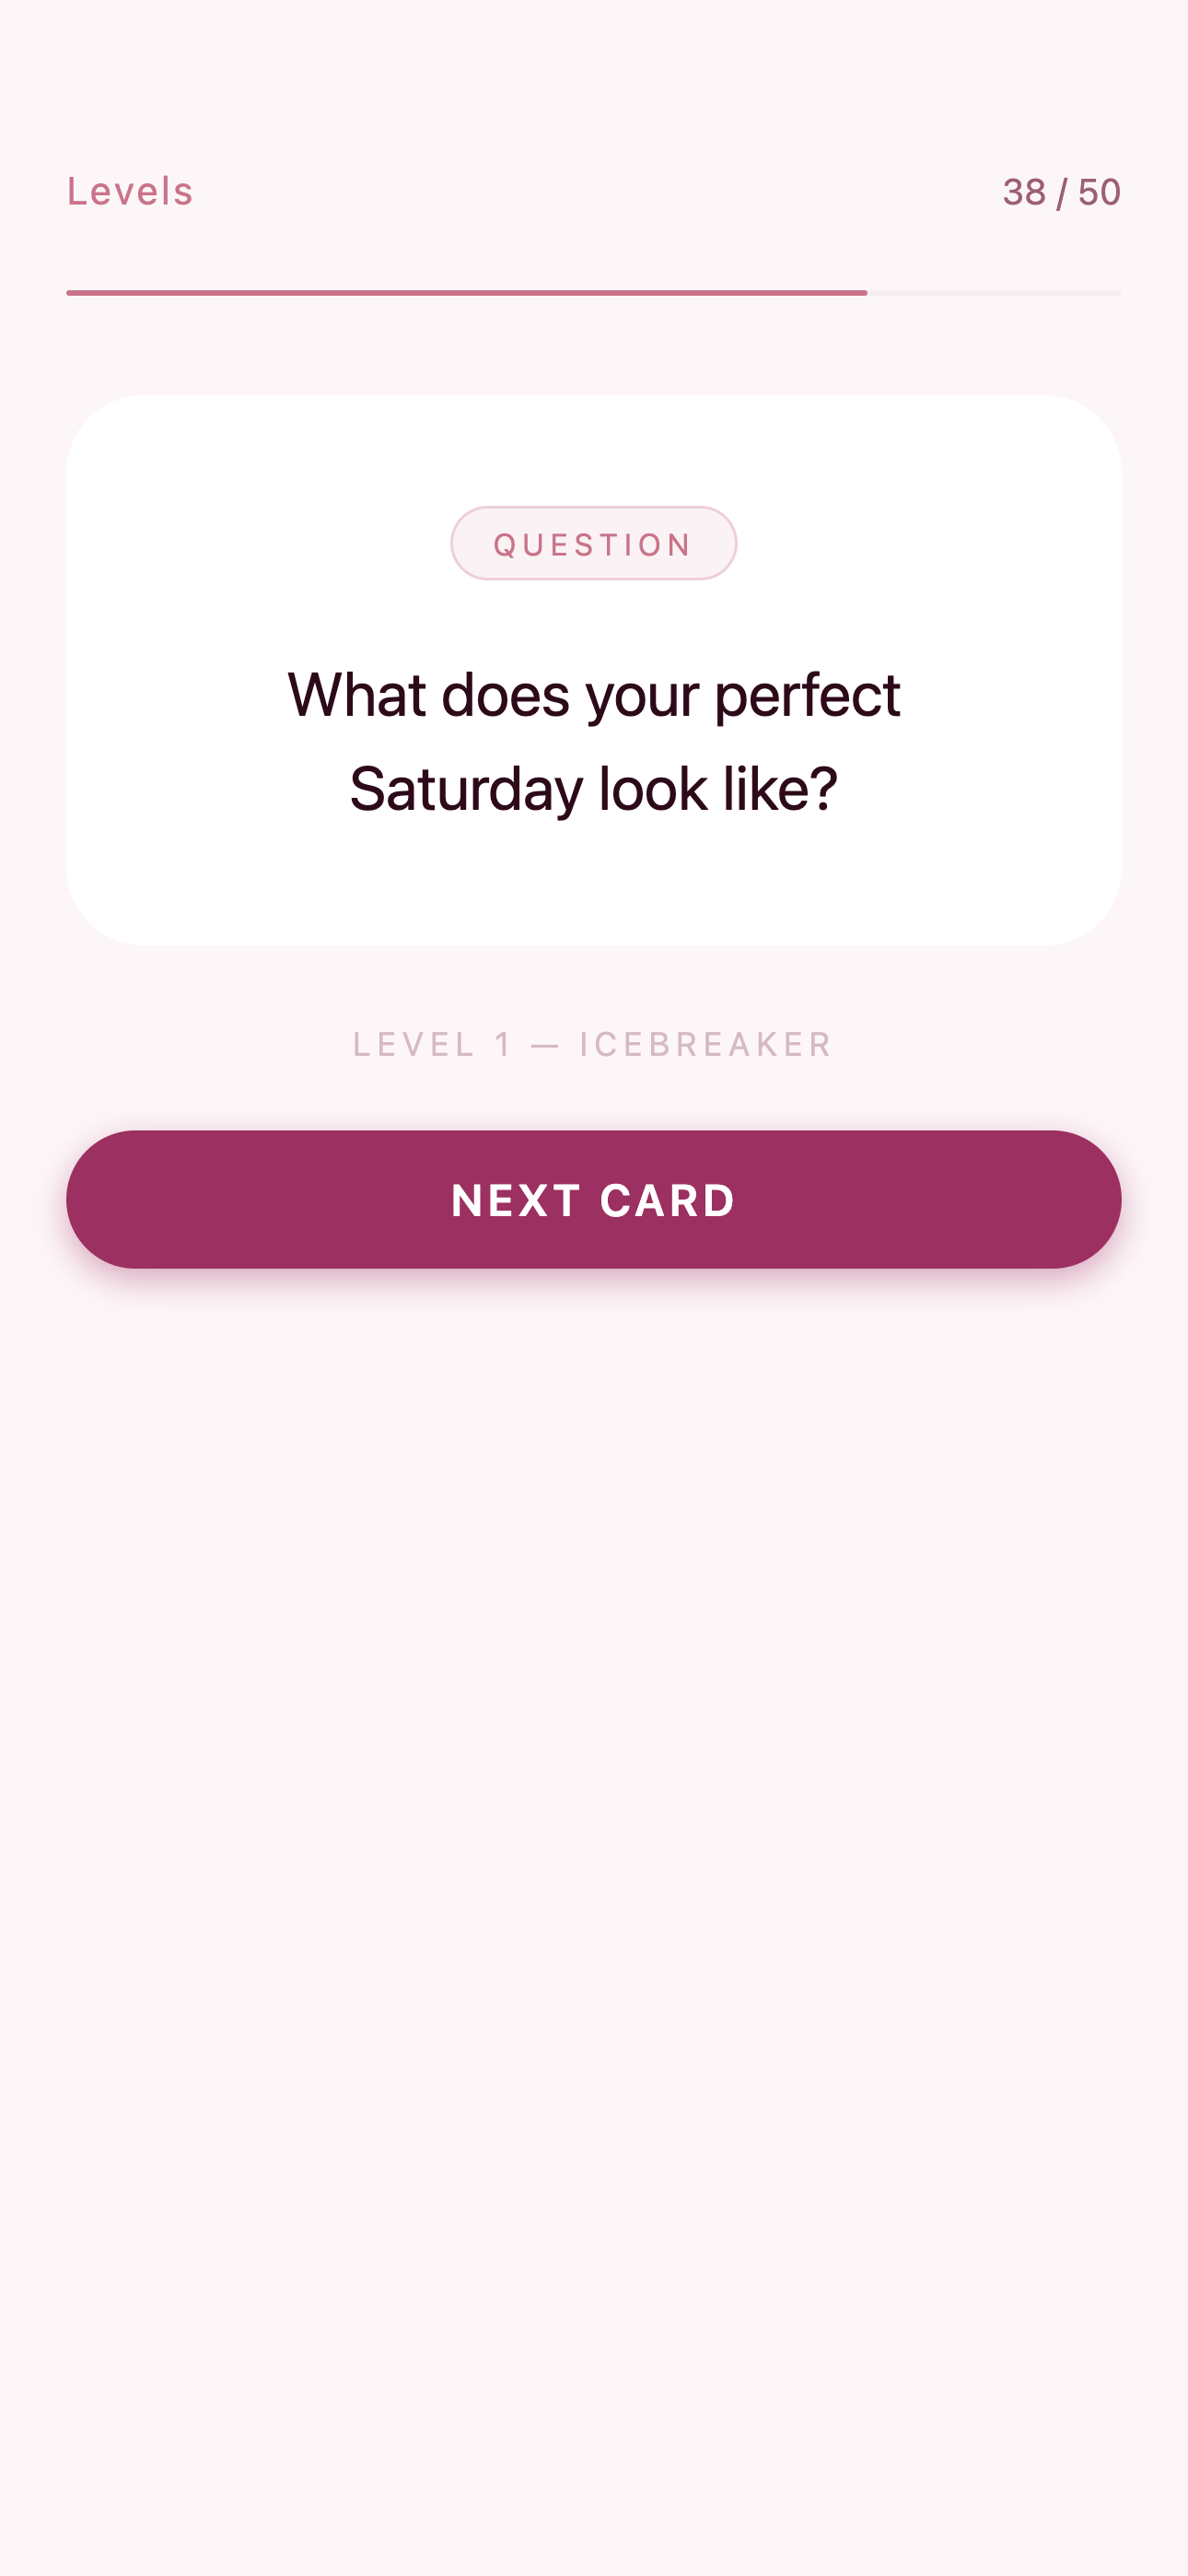 Levels
38 / 50
QUESTION
What does your perfect
Saturday look like?
LEVEL 1 — ICEBREAKER
NEXT CARD